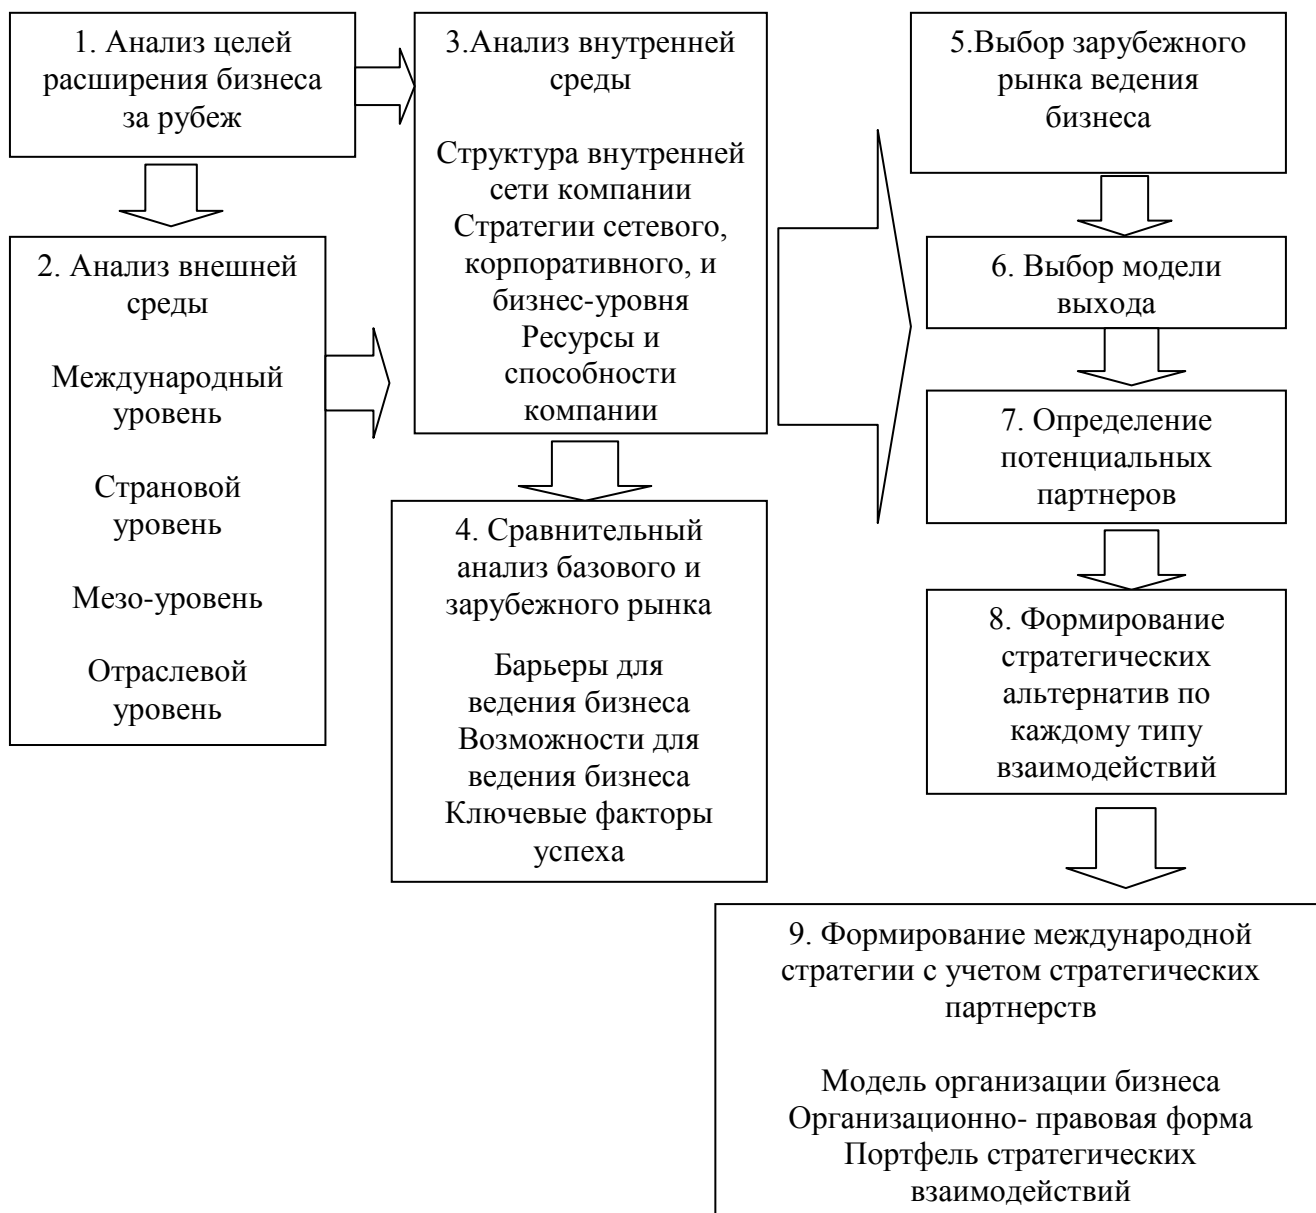 1. Анализ целей
расширения бизнеса
за рубеж
2. Анализ внешней
среды
Международный
уровень
Страновой
уровень
Мезо-уровень
Отраслевой
уровень
3.Анализ внутренней
среды
Структура внутренней
сети компании
Стратегии сетевого,
корпоративного, и
бизнес-уровня
Ресурсы и
способности
компании
4. Сравнительный
анализ базового и
зарубежного рынка
Барьеры для
ведения бизнеса
Возможности для
ведения бизнеса
Ключевые факторы
успеха
5.Выбор зарубежного
рынка ведения
бизнеса
6. Выбор модели
выхода
7. Определение
потенциальных
партнеров
8. Формирование
стратегических
альтернатив по
каждому типу
взаимодействий
9. Формирование международной
стратегии с учетом стратегических
партнерств
Модель организации бизнеса
Организационно- правовая форма
Портфель стратегических
взаимодействий